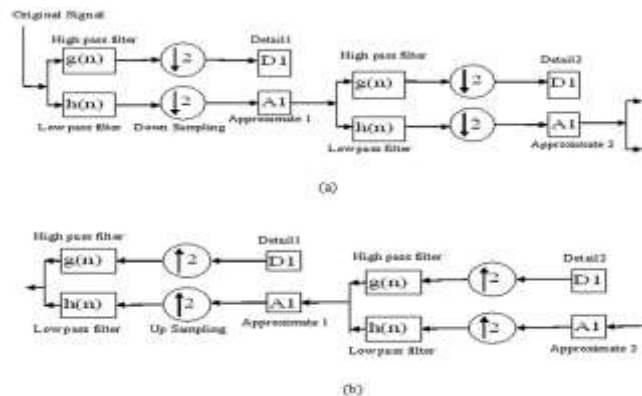 Original Signal
High pass filter
g(n)
2
Detail1
D1
h(n)
2
A1
Low pass filter
Down Sampling
Approximate 1
High pass filter
g(n)
2
Detail2
D1
h(n)
2
A1
Low pass filter
Approximate 2
(a)
High pass filter
g(n)
2
Detail1
D1
h(n)
2
A1
Low pass filter
Up Sampling
Approximate 1
High pass filter
g(n)
2
Detail2
D1
h(n)
2
A1
Low pass filter
Approximate 2
(b)